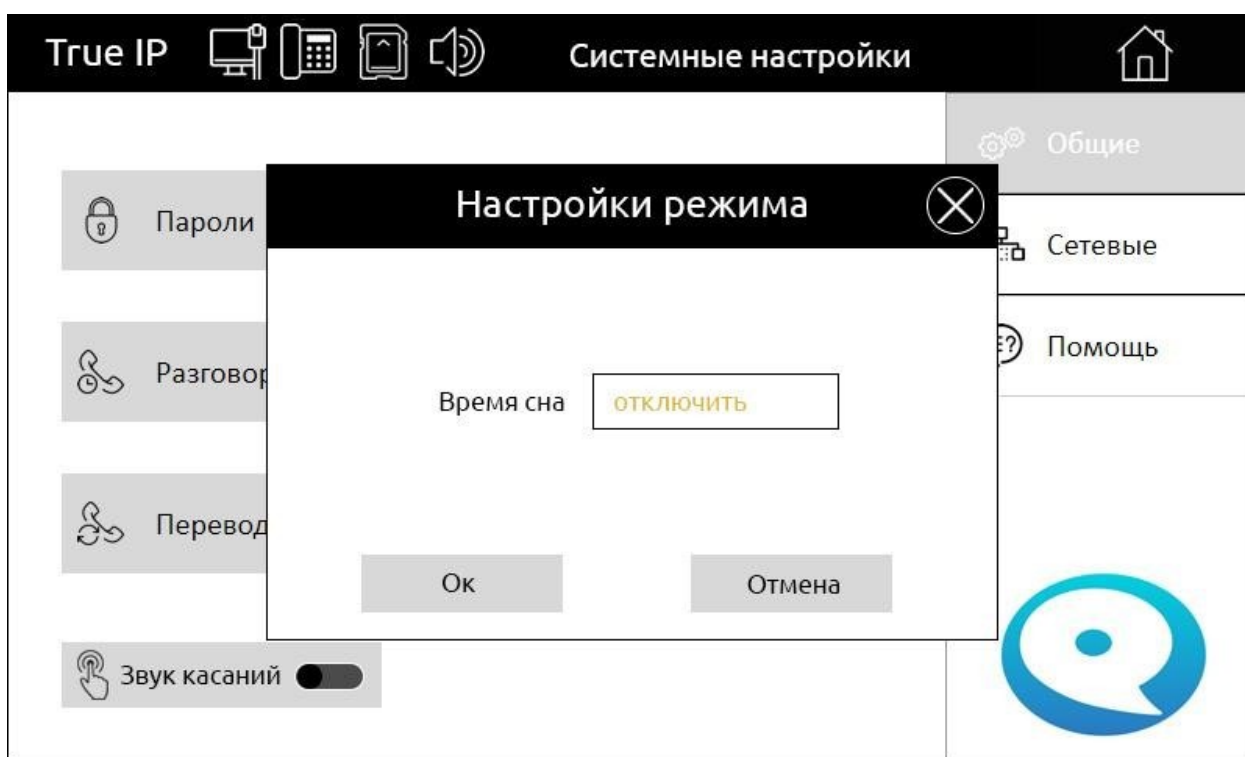 True IP
Системные настройки
Общие
Настройки режима
Пароли
Сетевые
Разговор
Помощь
Время сна
отключить
Перевод
Ок
Отмена
Звук касаний